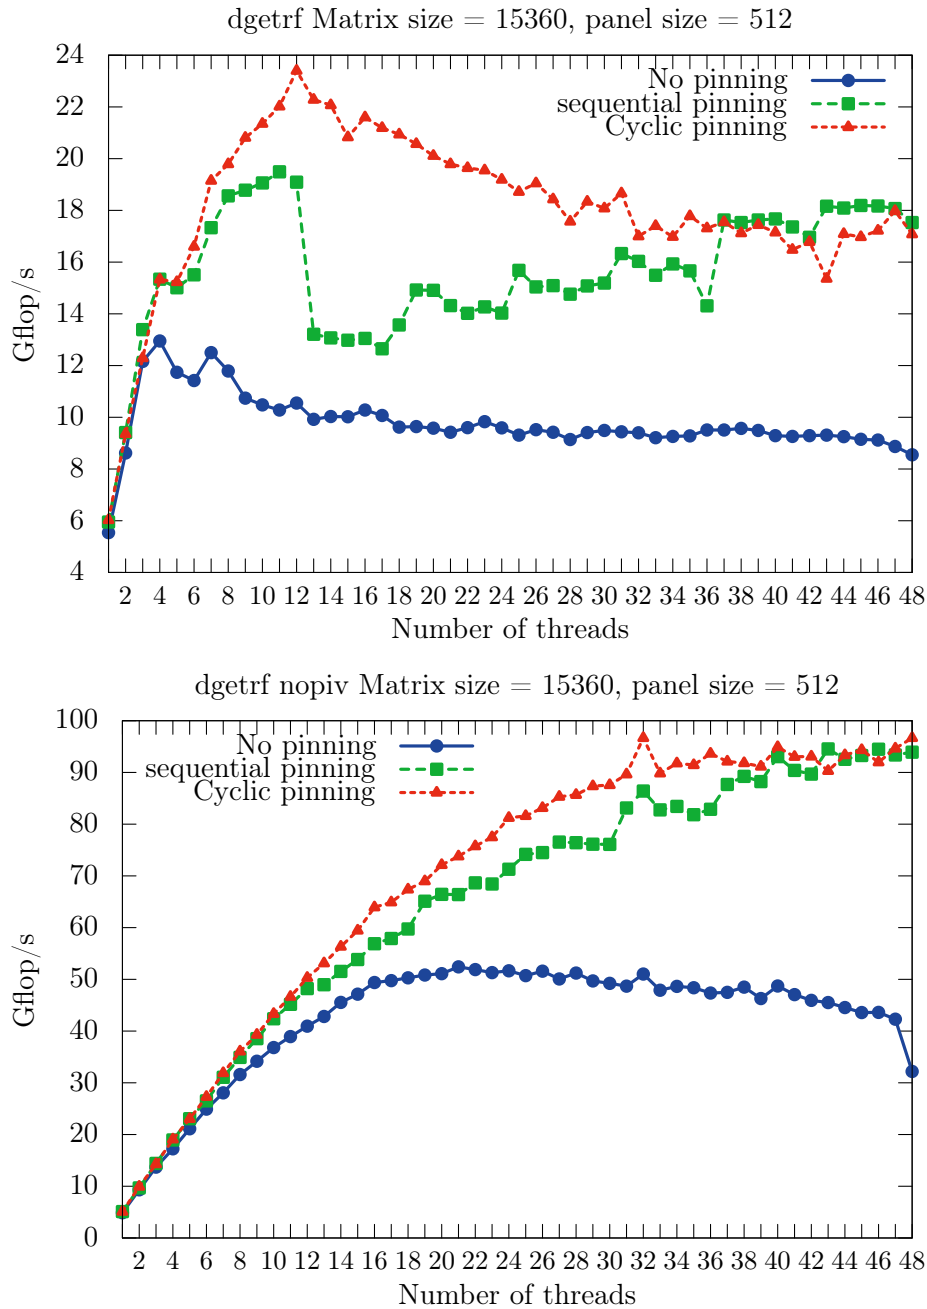 dgetrf Matrix size = 15360, panel size = 512
24
22
20
18
16
14
12
10
8
6
4
Gflop/s
No pinning
sequential pinning
Cyclic pinning
2 4 6 8 10 12 14 16 18 20 22 24 26 28 30 32 34 36 38 40 42 44 46 48
Number of threads
dgetrf nopiv Matrix size = 15360, panel size = 512
100
90
80
70
60
50
40
30
20
10
0
Gflop/s
No pinning
sequential pinning
Cyclic pinning
2 4 6 8 10 12 14 16 18 20 22 24 26 28 30 32 34 36 38 40 42 44 46 48
Number of threads